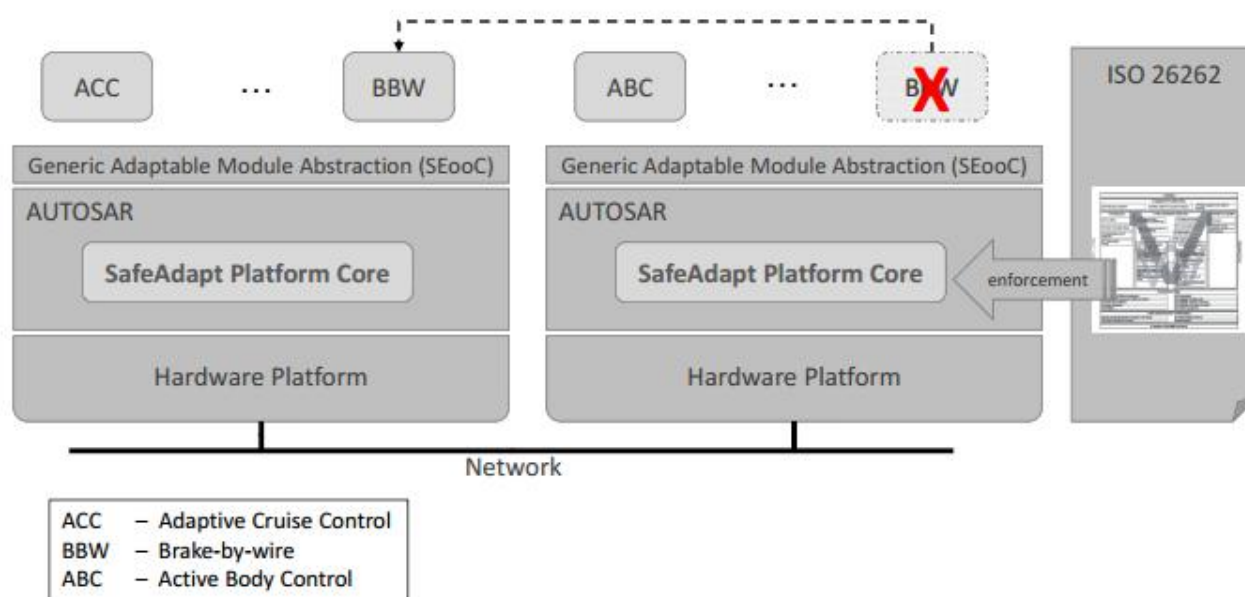 ACC
...
BBW
ABC
...
BBW
ISO 26262
Generic Adaptable Module Abstraction (SEooC)
Generic Adaptable Module Abstraction (SEooC)
AUTOSAR
AUTOSAR
SafeAdapt Platform Core
SafeAdapt Platform Core
enforcement
Hardware Platform
Hardware Platform
Network
ACC – Adaptive Cruise Control
BBW – Brake-by-wire
ABC – Active Body Control